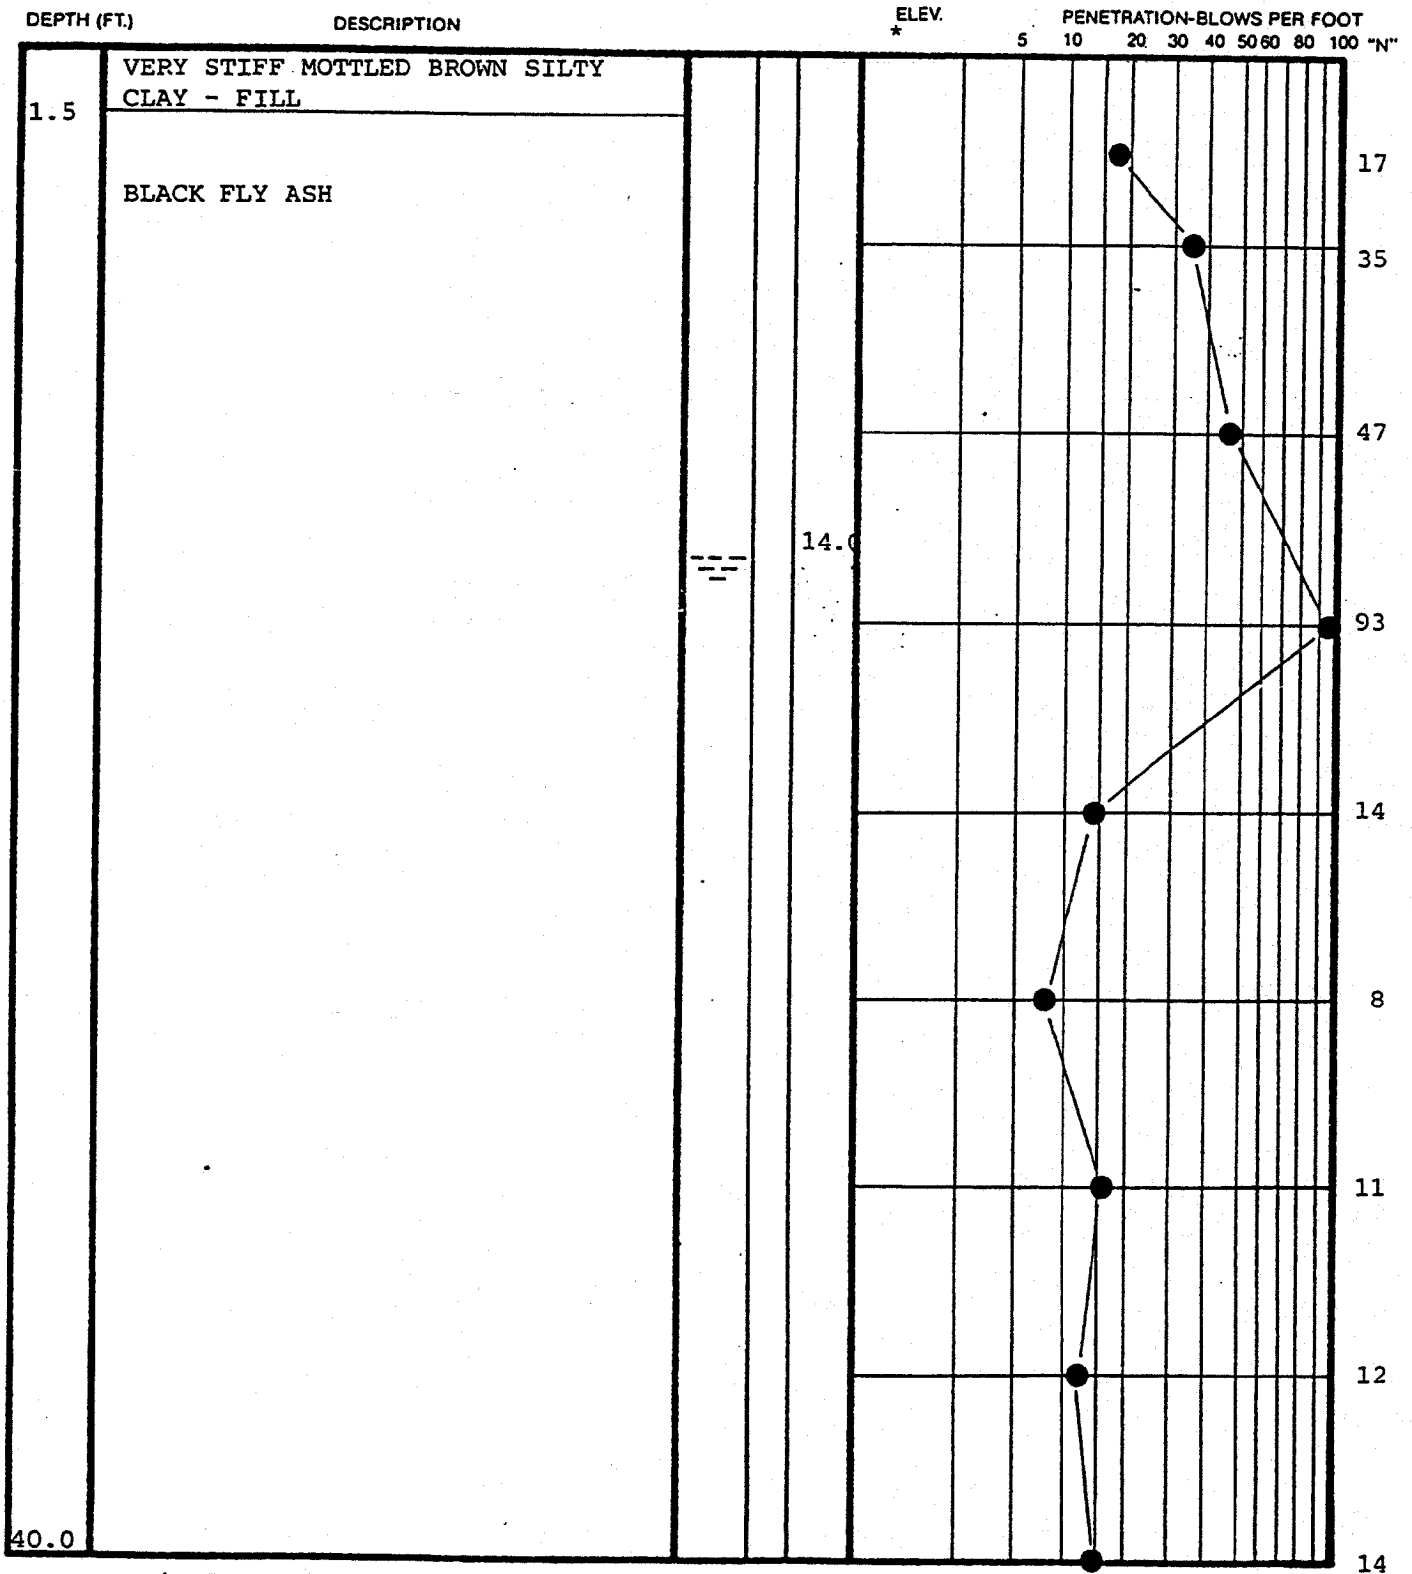 DEPTH (FT.) DESCRIPTION ELEV. PENETRATION-BLOWS PER FOOT
* 5 10 20 30 40 50 60 80 100 "N"
VERY STIFF MOTTLED BROWN SILTY
CLAY - FILL
1.5
17
BLACK FLY ASH
35
47
14.0
93
14
8
11
12
40.0
14